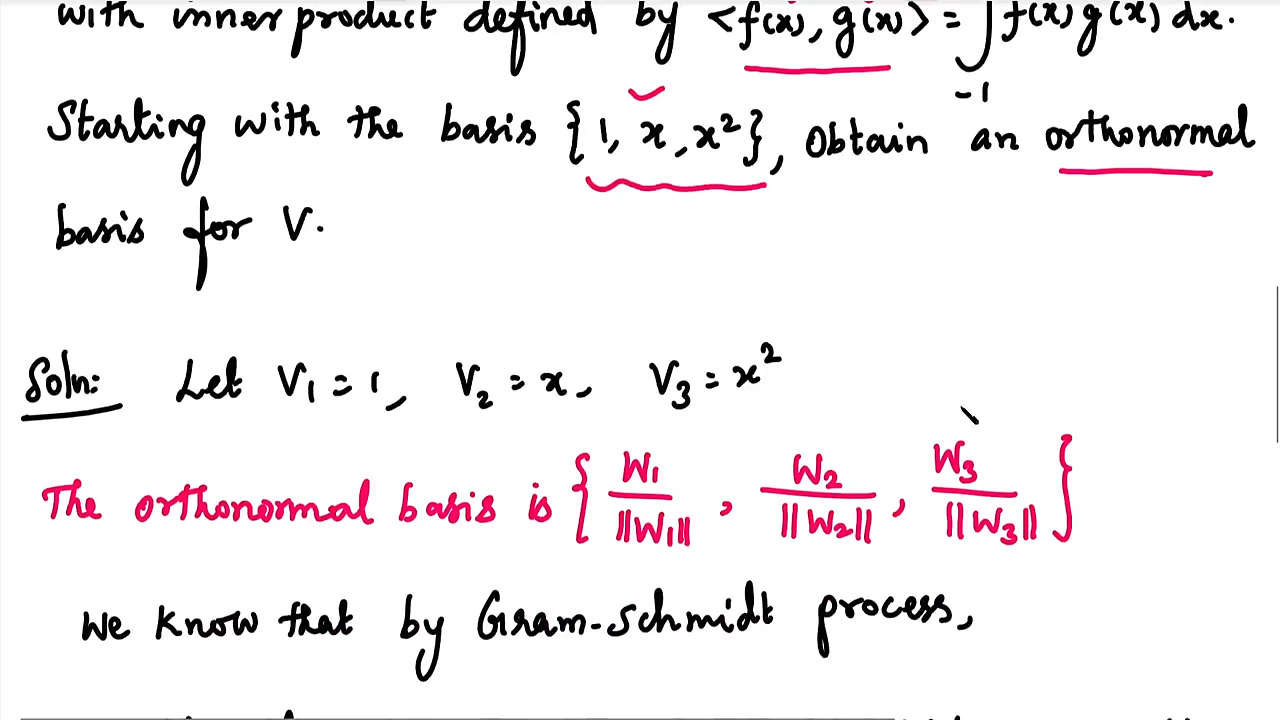 with inner product defined by <f(x), g(x)> = ∫₋₁ f(x) g(x) dx.
Starting with the basis {1, x, x²}, obtain an orthonormal
basis for V.
Soln: Let V₁ = 1, V₂ = x, V₃ = x²
The orthonormal basis is { W₁/||W₁|| , W₂/||W₂|| , W₃/||W₃|| }
We know that by Gram-Schmidt process,